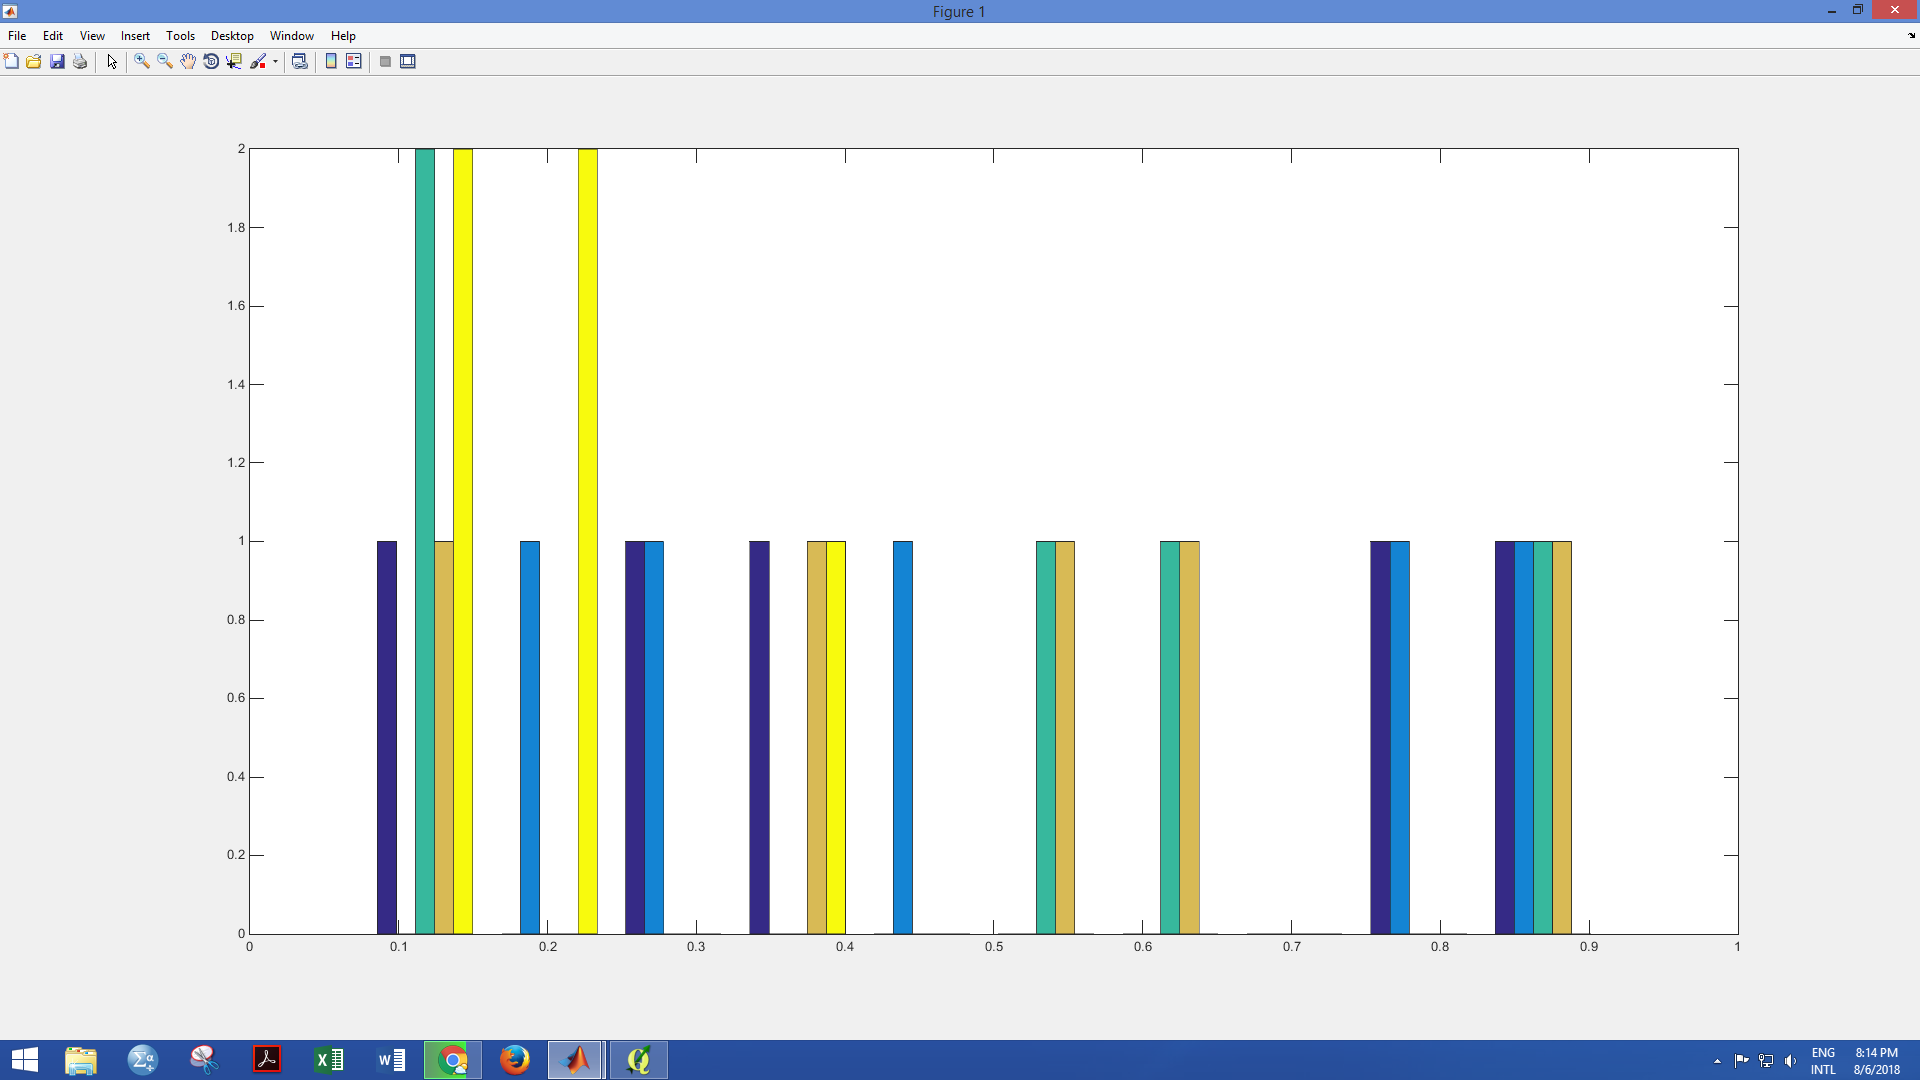 Figure 1
File Edit View Insert Tools Desktop Window Help
2
1.8
1.6
1.4
1.2
1
0.8
0.6
0.4
0.2
0
0 0.1 0.2 0.3 0.4 0.5 0.6 0.7 0.8 0.9 1
ENG 8:14 PM
INTL 8/6/2018